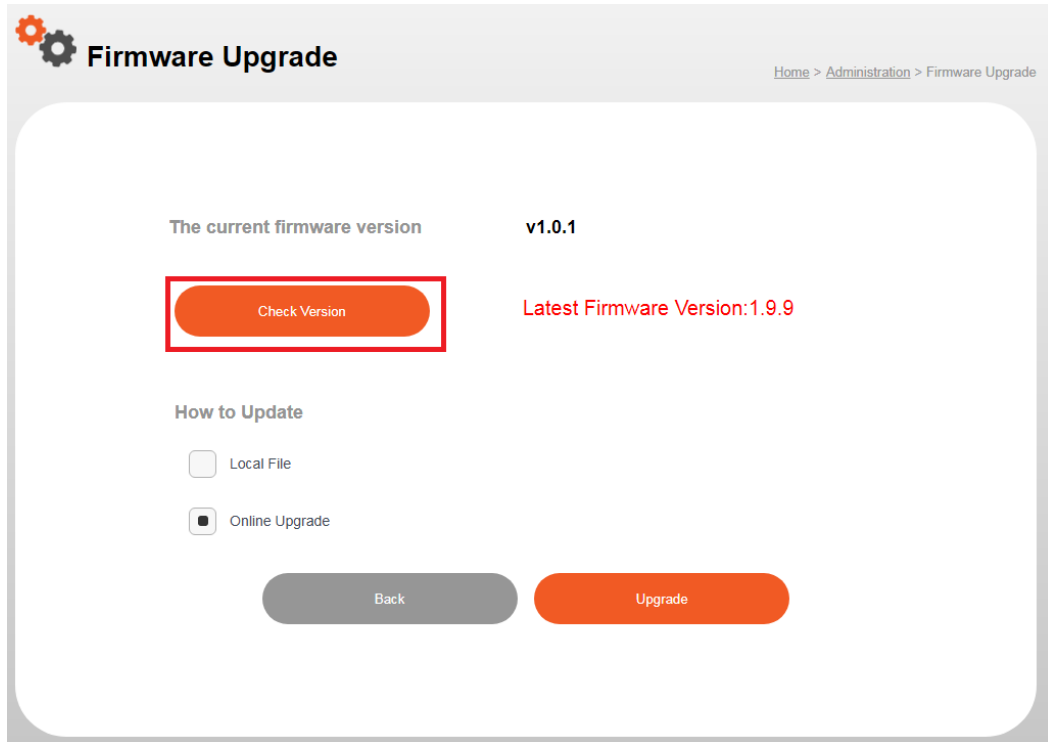 Firmware Upgrade
Home > Administration > Firmware Upgrade
The current firmware version v1.0.1
Check Version Latest Firmware Version:1.9.9
How to Update
Local File
Online Upgrade
Back Upgrade